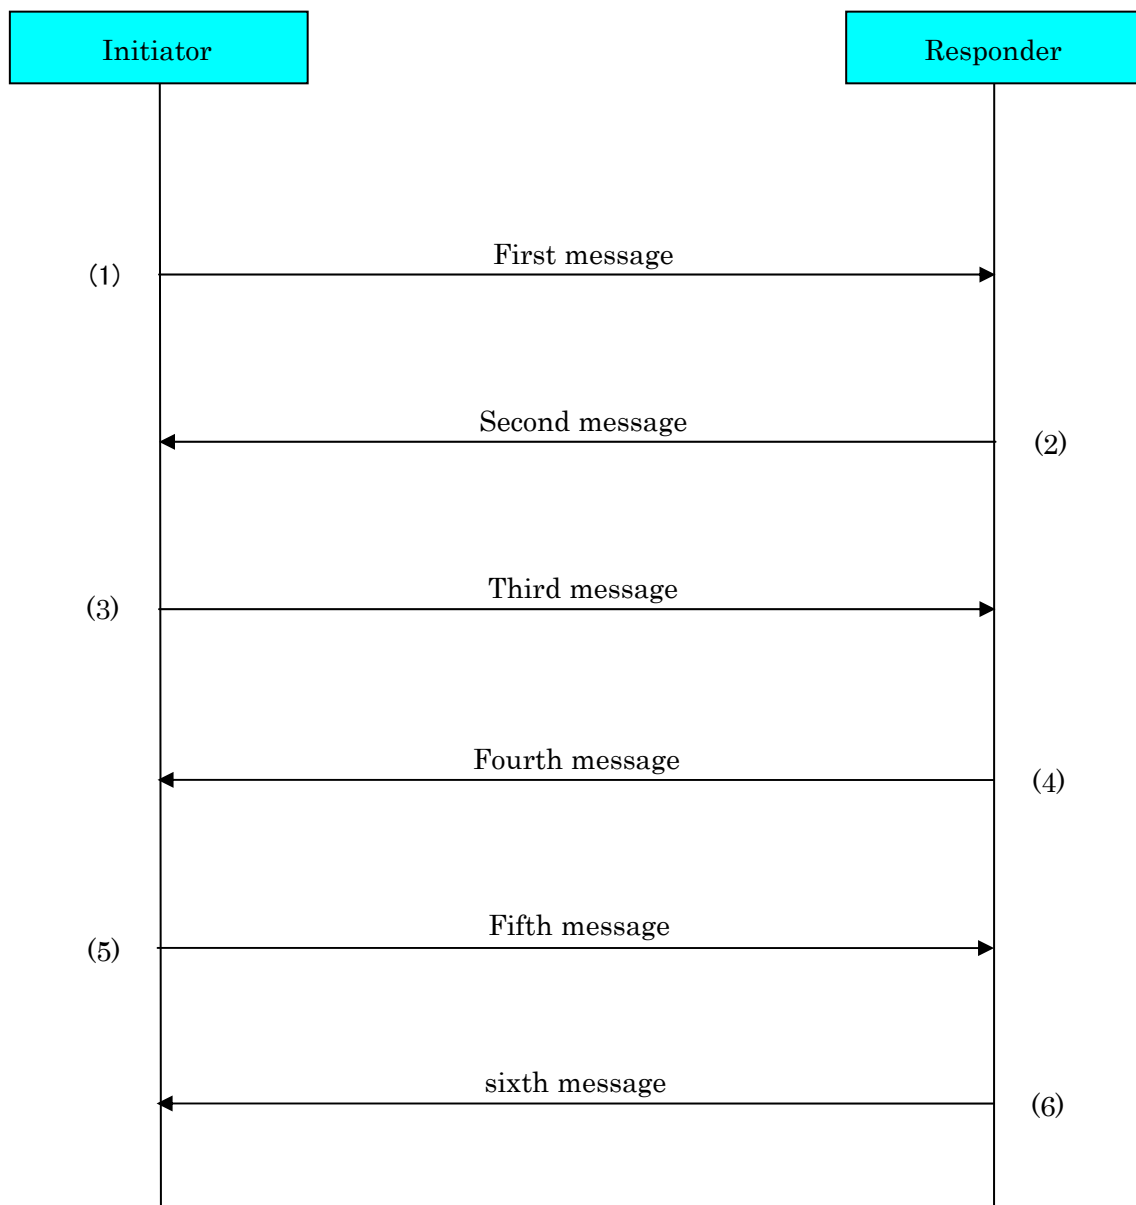 Initiator
Responder
First message
(1)
Second message
(2)
Third message
(3)
Fourth message
(4)
Fifth message
(5)
sixth message
(6)